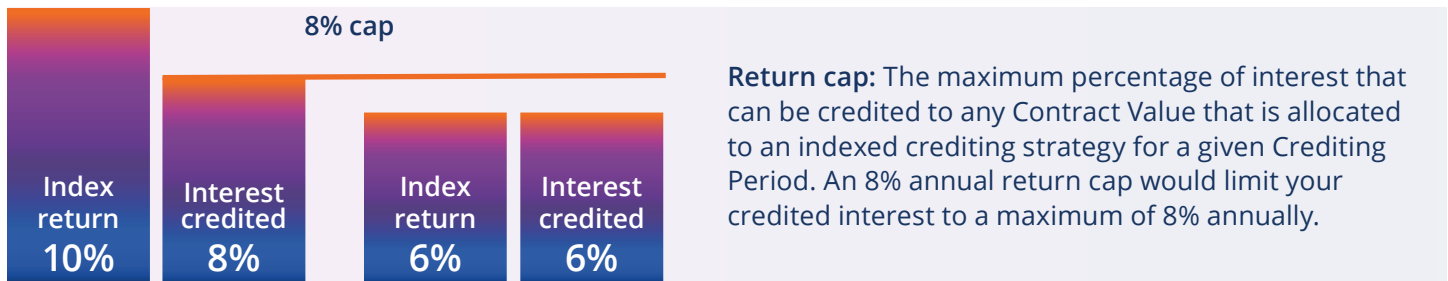 8% cap
Index
return
10%
Interest
credited
8%
Index
return
6%
Interest
credited
6%
Return cap: The maximum percentage of interest that
can be credited to any Contract Value that is allocated
to an indexed crediting strategy for a given Crediting
Period. An 8% annual return cap would limit your
credited interest to a maximum of 8% annually.